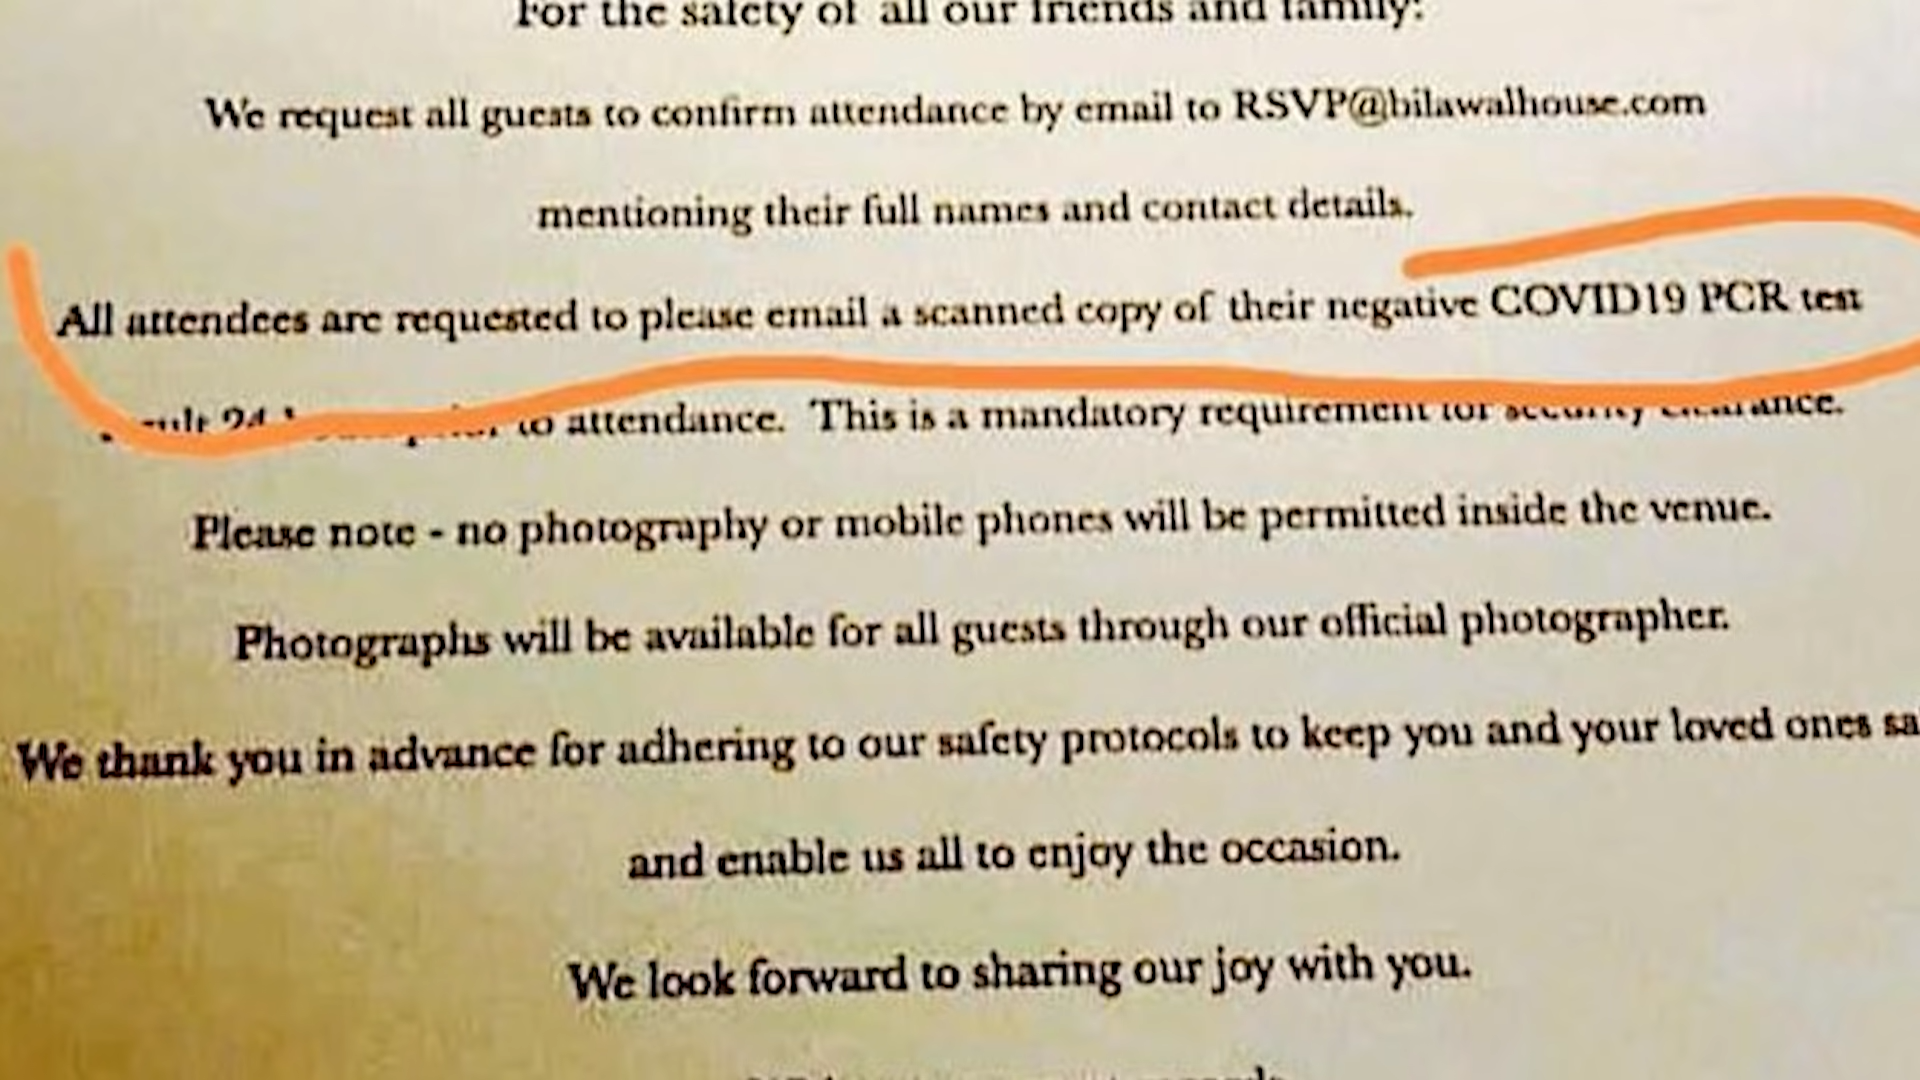 For the safety of all our friends and family:
We request all guests to confirm attendance by email to RSVP@bilawalhouse.com
mentioning their full names and contact details.
All attendees are requested to please email a scanned copy of their negative COVID19 PCR test
24 to attendance. This is a mandatory requirement for security clearance.
Please note - no photography or mobile phones will be permitted inside the venue.
Photographs will be available for all guests through our official photographer.
We thank you in advance for adhering to our safety protocols to keep you and your loved ones sa
and enable us all to enjoy the occasion.
We look forward to sharing our joy with you.